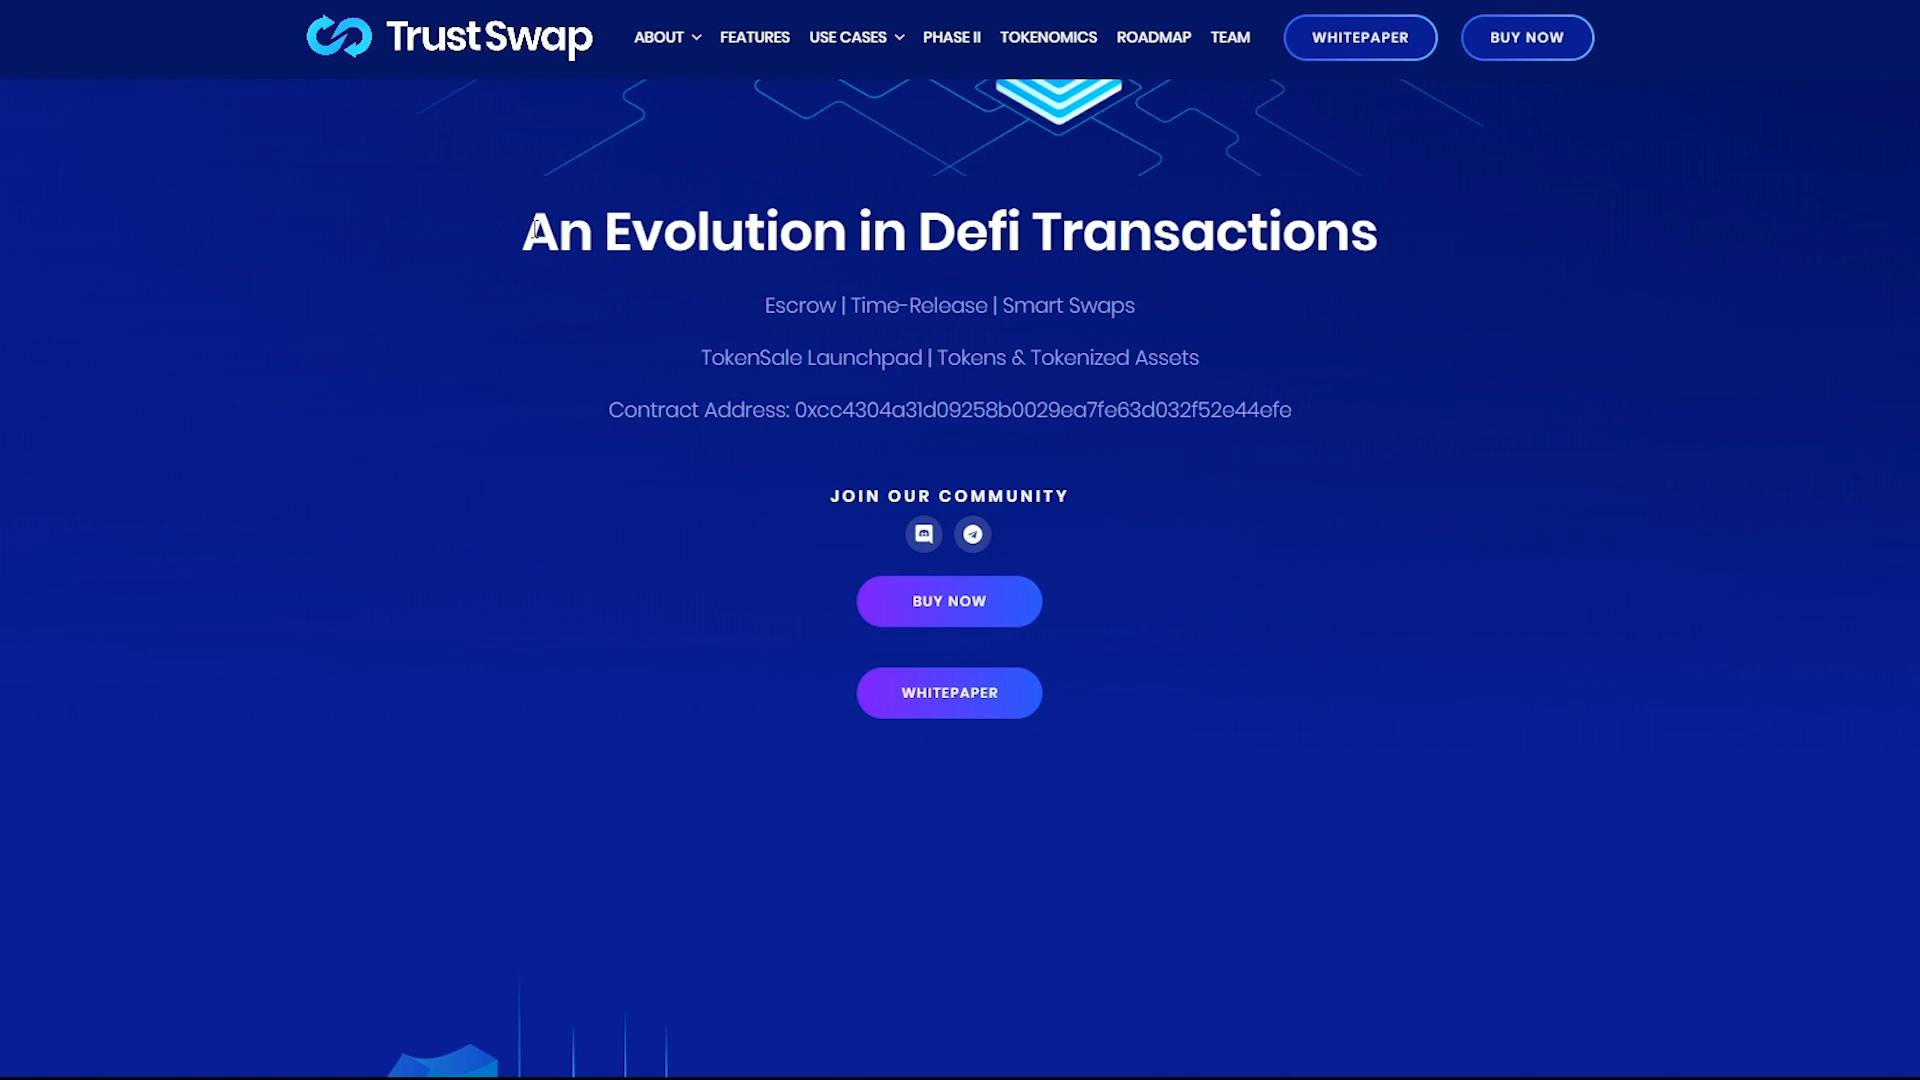 TrustSwap ABOUT FEATURES USE CASES PHASE II TOKENOMICS ROADMAP TEAM WHITEPAPER BUY NOW
An Evolution in Defi Transactions
Escrow | Time-Release | Smart Swaps
TokenSale Launchpad | Tokens & Tokenized Assets
Contract Address: 0xcc4304a31d09258b0029ea7fe63d032f52e44efe
JOIN OUR COMMUNITY
BUY NOW
WHITEPAPER